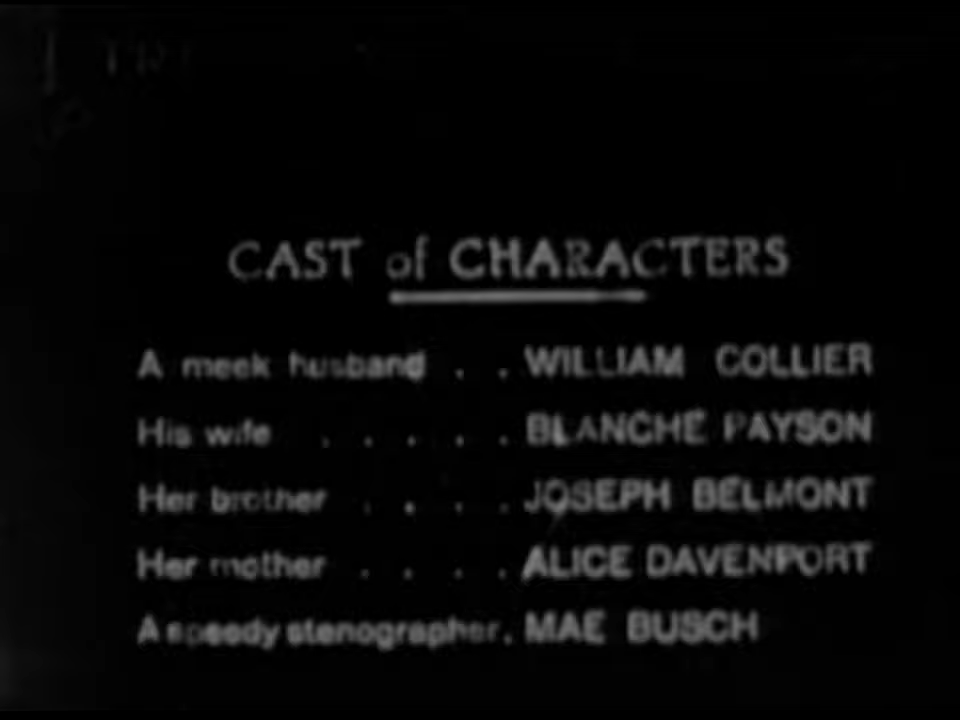 CAST of CHARACTERS
A meek husband . . WILLIAM COLLIER
His wife . . . . . BLANCHE PAYSON
Her brother . . . . JOSEPH BELMONT
Her mother . . . . ALICE DAVENPORT
A speedy stenographer. MAE BUSCH